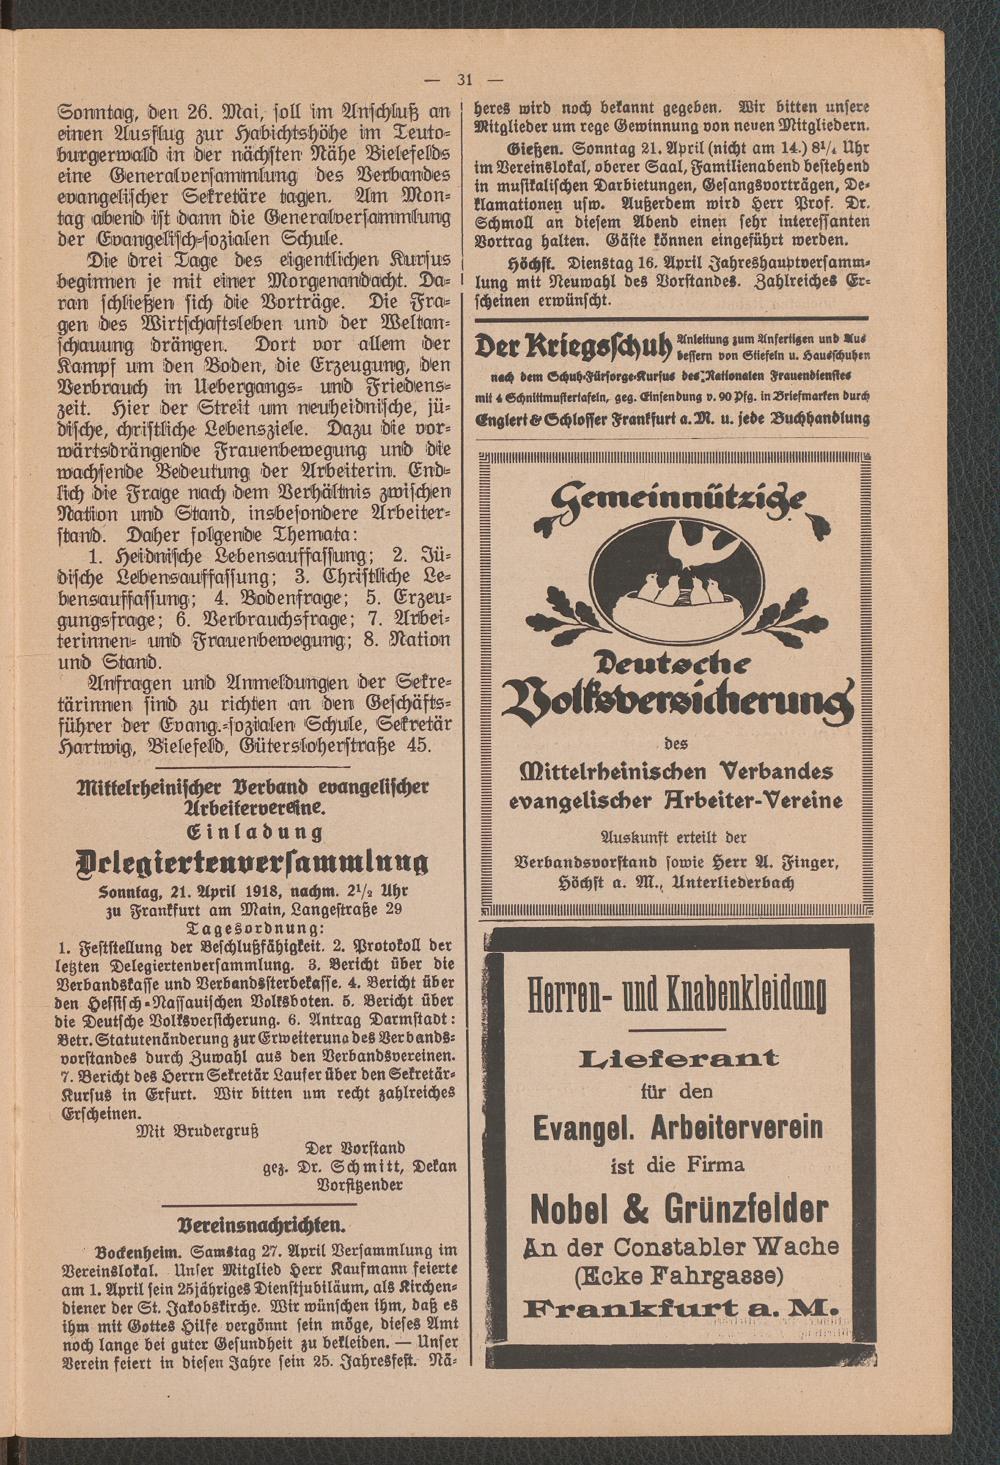 — 31 —
Sonntag, den 26. Mai, soll im Anschluß an
einen Ausflug zur Habichtshöhe im Teuto-
burgerwald in der nächsten Nähe Bielefelds
eine Generalversammlung des Verbandes
evangelischer Sekretäre tagen. Am Mon-
tag abend ist dann die Generalversammlung
der Evangelisch-sozialen Schule.
Die drei Tage des eigentlichen Kursus
beginnen je mit einer Morgenandacht. Da-
ran schließen sich die Vorträge. Die Fra-
gen des Wirtschaftsleben und der Weltan-
schauung drängen. Dort vor allem der
Kampf um den Boden, die Erzeugung, den
Verbrauch in Uebergangs- und Friedens-
zeit. Hier der Streit um neuheidnische, jü-
dische, christliche Lebensziele. Dazu die vor-
wärtsdrängende Frauenbewegung und die
wachsende Bedeutung der Arbeiterin. End-
lich die Frage nach dem Verhältnis zwischen
Nation und Stand, insbesondere Arbeiter-
stand. Daher folgende Themata:
1. Heidnische Lebensauffassung; 2. Jü-
dische Lebensauffassung; 3. Christliche Le-
bensauffassung; 4. Bodenfrage; 5. Erzeu-
gungsfrage; 6. Verbrauchsfrage; 7. Arbei-
terinnen- und Frauenbewegung; 8. Nation
und Stand.
Anfragen und Anmeldungen der Sekre-
tärinnen sind zu richten an den Geschäfts-
führer der Evang.-sozialen Schule, Sekretär
Hartwig, Bielefeld, Gütersloherstraße 45.
Mittelrheinischer Verband evangelischer
Arbeitervereine.
Einladung
Delegiertenversammlung
Sonntag, 21. April 1918, nachm. 2½ Uhr
zu Frankfurt am Main, Langestraße 29
Tagesordnung:
1. Feststellung der Beschlußfähigkeit. 2. Protokoll der
letzten Delegiertenversammlung. 3. Bericht über die
Verbandskasse und Verbandssterbekasse. 4. Bericht über
den Hessisch-Nassauischen Volksboten. 5. Bericht über
die Deutsche Volksversicherung. 6. Antrag Darmstadt:
Betr. Statutenänderung zur Erweiterung des Verbands-
vorstandes durch Zuwahl aus den Verbandsvereinen.
7. Bericht des Herrn Sekretär Laufer über den Sekretär-
Kursus in Erfurt. Wir bitten um recht zahlreiches
Erscheinen.
Mit Brudergruß
Der Vorstand
gez. Dr. Schmitt, Dekan
Vorsitzender
Vereinsnachrichten.
Bockenheim. Samstag 27. April Versammlung im
Vereinslokal. Unser Mitglied Herr Kaufmann feierte
am 1. April sein 25jähriges Dienstjubiläum, als Kirchen-
diener der St. Jakobskirche. Wir wünschen ihm, daß es
ihm mit Gottes Hilfe vergönnt sein möge, dieses Amt
noch lange bei guter Gesundheit zu bekleiden. — Unser
Verein feiert in diesen Jahre sein 25. Jahresfest. Nä-
heres wird noch bekannt gegeben. Wir bitten unsere
Mitglieder um rege Gewinnung von neuen Mitgliedern.
Gießen. Sonntag 21. April (nicht am 14.) 8¼ Uhr
im Vereinslokal, oberer Saal, Familienabend bestehend
in musikalischen Darbietungen, Gesangsvorträgen, De-
klamationen usw. Außerdem wird Herr Prof. Dr.
Schmoll an diesem Abend einen sehr interessanten
Vortrag halten. Gäste können eingeführt werden.
Höchst. Dienstag 16. April Jahreshauptversamm-
lung mit Neuwahl des Vorstandes. Zahlreiches Er-
scheinen erwünscht.
Der Kriegsschuh Anleitung zum Anfertigen und Aus
bessern von Stiefeln u. Hausschuhen
nach dem Schuh-Fürsorge-Kursus des Nationalen Frauendienstes
mit 4 Schnittmustertafeln, geg. Einsendung v. 90 Pfg. in Briefmarken durch
Englert & Schlosser Frankfurt a. M. u. jede Buchhandlung
Gemeinnützige
Deutsche
Volksversicherung
des
Mittelrheinischen Verbandes
evangelischer Arbeiter-Vereine
Auskunft erteilt der
Verbandsvorstand sowie Herr A. Finger,
Höchst a. M., Unterliederbach
Herren- und Knabenkleidung
Lieferant
für den
Evangel. Arbeiterverein
ist die Firma
Nobel & Grünzfelder
An der Constabler Wache
(Ecke Fahrgasse)
Frankfurt a. M.